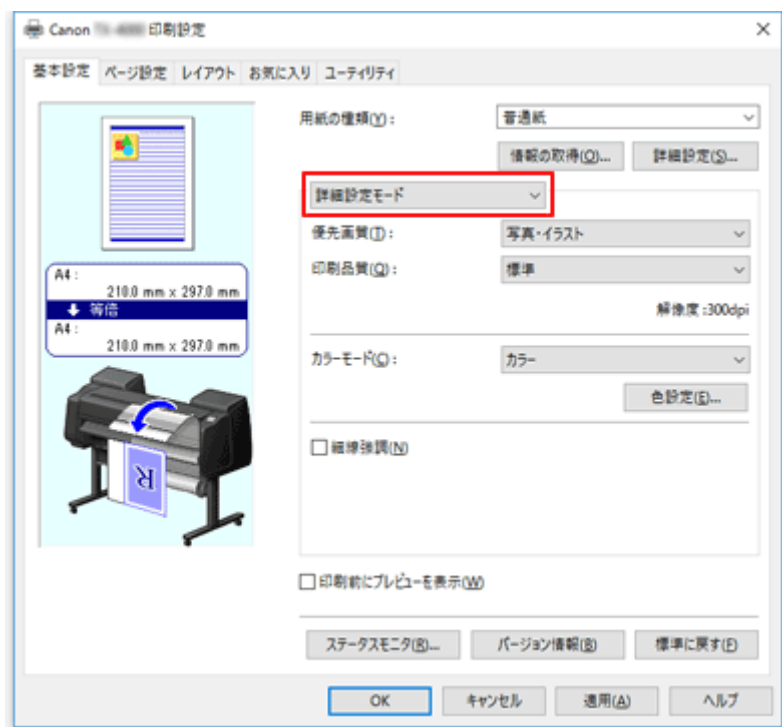 Canon 印刷設定
基本設定 ページ設定 レイアウト お気に入り ユーティリティ
用紙の種類(Y): 普通紙
情報の取得(O)... 詳細設定(S)...
詳細設定モード
優先画質(T): 写真・イラスト
印刷品質(Q): 標準
解像度 :300dpi
カラーモード(C): カラー
色設定(E)...
細線強調(N)
A4 :
210.0 mm x 297.0 mm
等倍
A4 :
210.0 mm x 297.0 mm
R
印刷前にプレビューを表示(W)
ステータスモニタ(R)... バージョン情報(B) 標準に戻す(F)
OK キャンセル 適用(A) ヘルプ